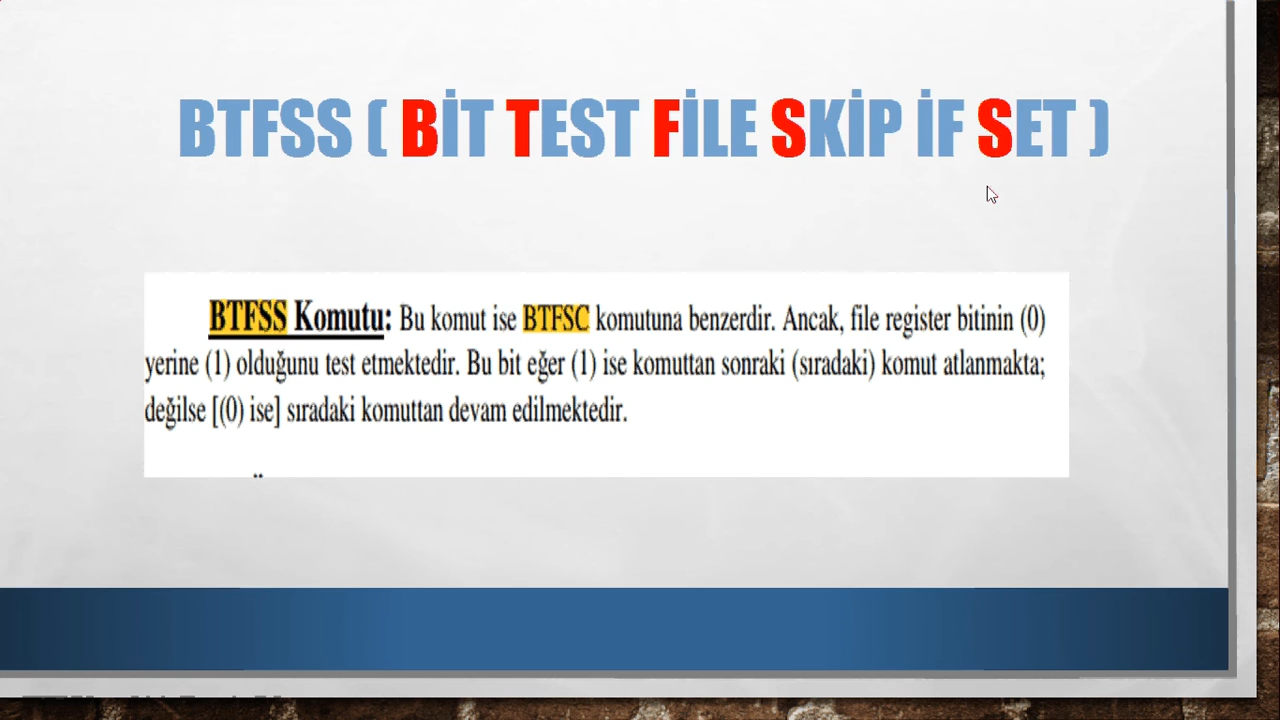 BTFSS ( BİT TEST FİLE SKİP İF SET )
BTFSS Komutu: Bu komut ise BTFSC komutuna benzerdir. Ancak, file register bitinin (0)
yerine (1) olduğunu test etmektedir. Bu bit eğer (1) ise komuttan sonraki (sıradaki) komut atlanmakta;
değilse [(0) ise] sıradaki komuttan devam edilmektedir.